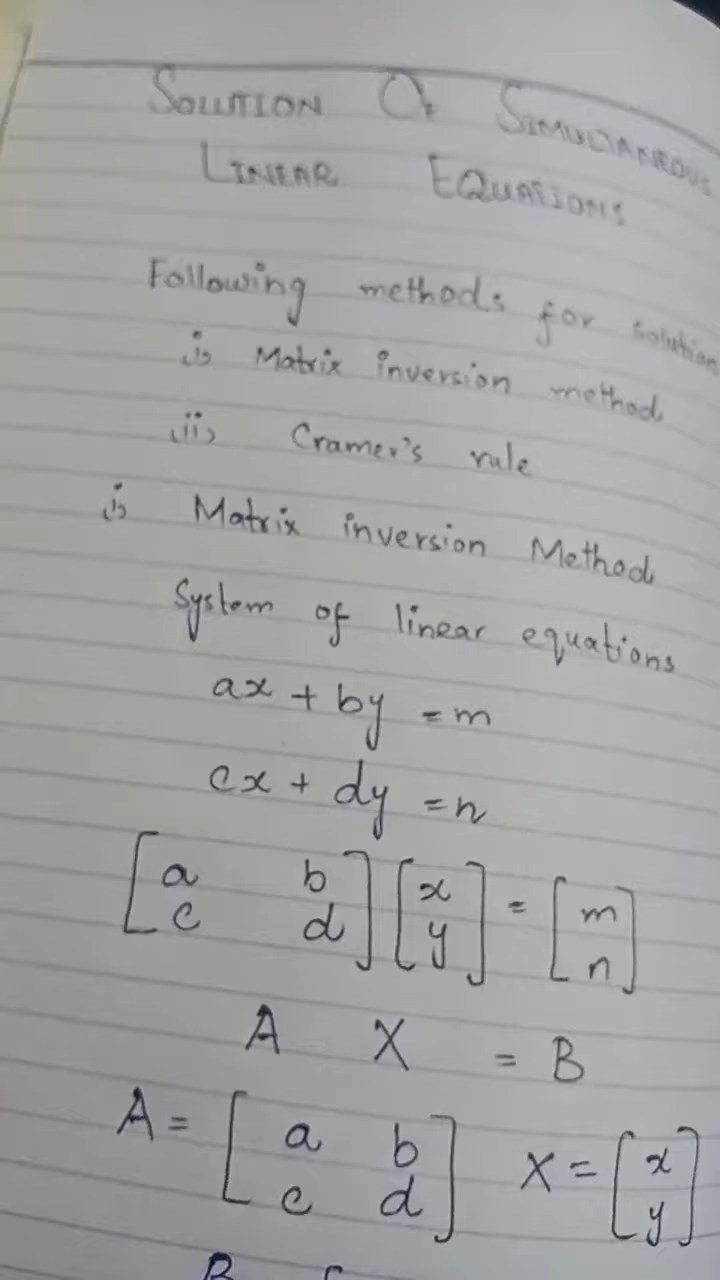 SOLUTION OF SIMULTANEOUS
LINEAR EQUATIONS
Following methods for solution
i) Matrix inversion method
ii) Cramer's rule
i) Matrix inversion Method
System of linear equations
ax + by = m
cx + dy = n
[a b] [x] = [m]
[c d] [y] [n]
A X = B
A = [a b] X = [x]
[c d] [y]
B